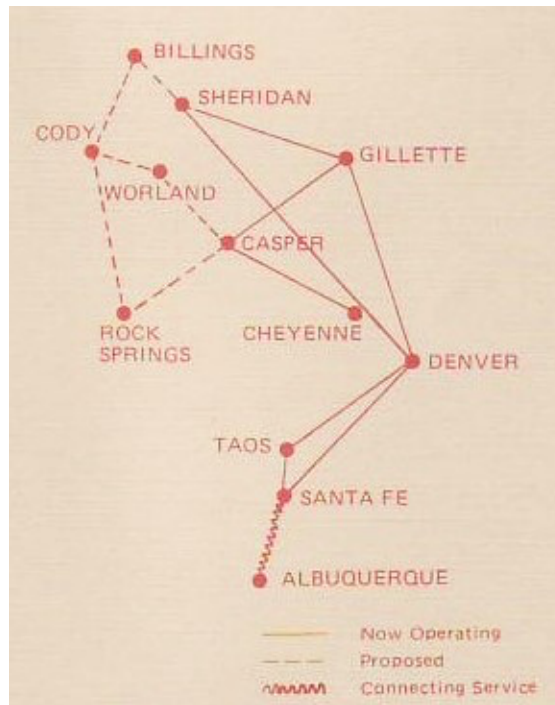 BILLINGS
SHERIDAN
CODY
GILLETTE
WORLAND
CASPER
ROCK
SPRINGS
CHEYENNE
DENVER
TAOS
SANTA FE
ALBUQUERQUE
Now Operating
Proposed
Connecting Service